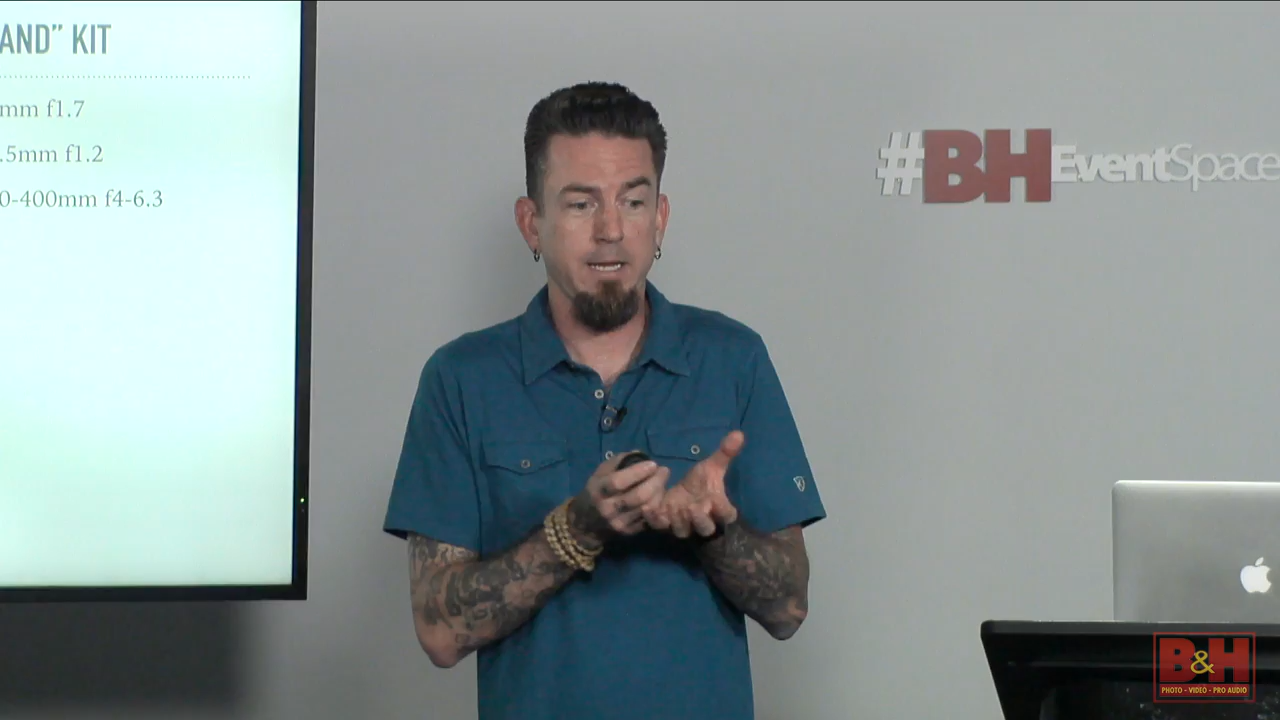 AND” KIT
mm f1.7
.5mm f1.2
0-400mm f4-6.3
#BHEventSpace
B&H
PHOTO - VIDEO - PRO AUDIO